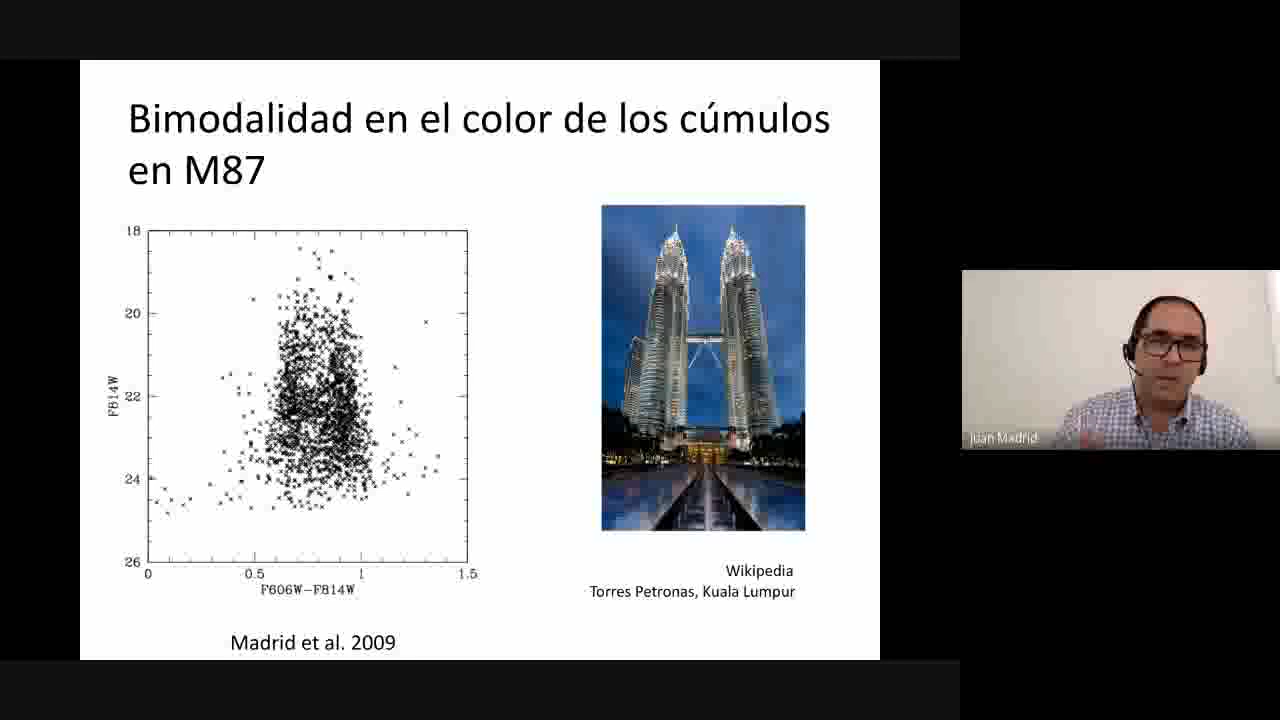 Bimodalidad en el color de los cúmulos
en M87
18
20
22
24
26
F814W
0 0.5 1 1.5
F606W-F814W
Madrid et al. 2009
Wikipedia
Torres Petronas, Kuala Lumpur
Juan Madrid